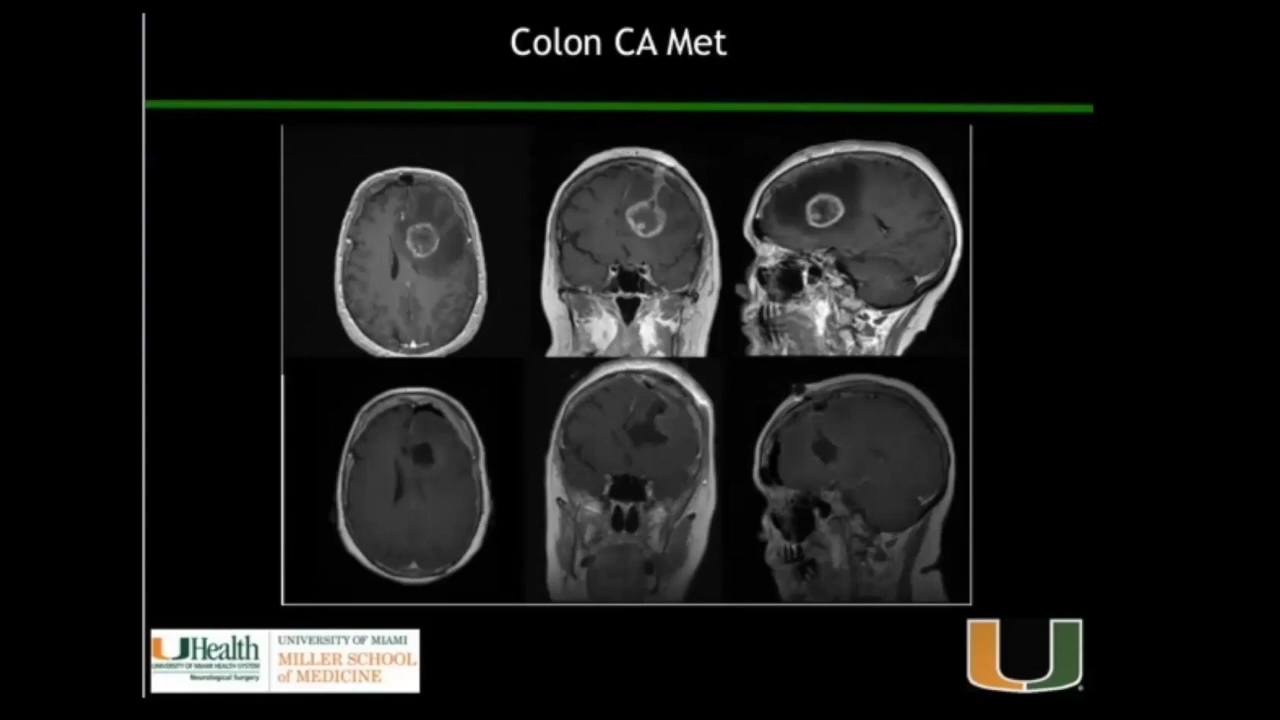 Colon CA Met
UHealth
UNIVERSITY OF MIAMI HEALTH SYSTEM
Neurological Surgery
UNIVERSITY OF MIAMI
MILLER SCHOOL
of MEDICINE
U